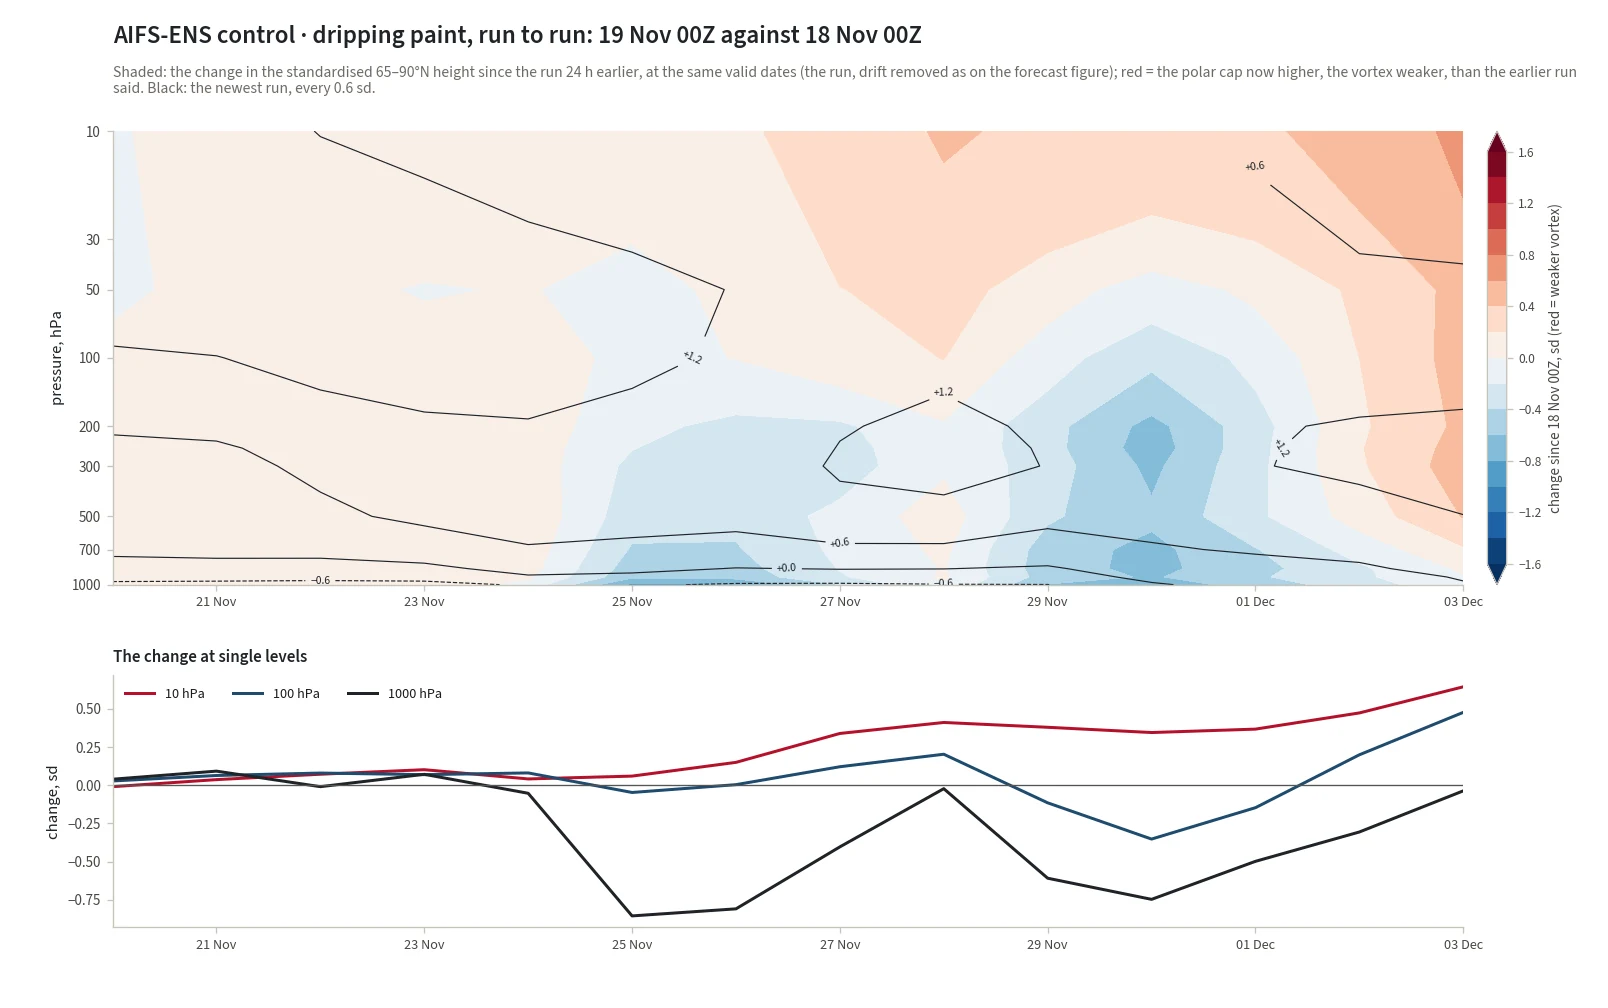 AIFS-ENS control · dripping paint, run to run: 19 Nov 00Z against 18 Nov 00Z
Shaded: the change in the standardised 65–90°N height since the run 24 h earlier, at the same valid dates (the run, drift removed as on the forecast figure); red = the polar cap now higher, the vortex weaker, than the earlier run
said. Black: the newest run, every 0.6 sd.
pressure, hPa
10
30
50
100
200
300
500
700
1000
+0.6
+1.2
+1.2
+1.2
+0.6
+0.0
−0.6
−0.6
21 Nov
23 Nov
25 Nov
27 Nov
29 Nov
01 Dec
03 Dec
1.6
1.2
0.8
0.4
0.0
−0.4
−0.8
−1.2
−1.6
change since 18 Nov 00Z, sd (red = weaker vortex)
The change at single levels
10 hPa
100 hPa
1000 hPa
change, sd
0.50
0.25
0.00
−0.25
−0.50
−0.75
21 Nov
23 Nov
25 Nov
27 Nov
29 Nov
01 Dec
03 Dec